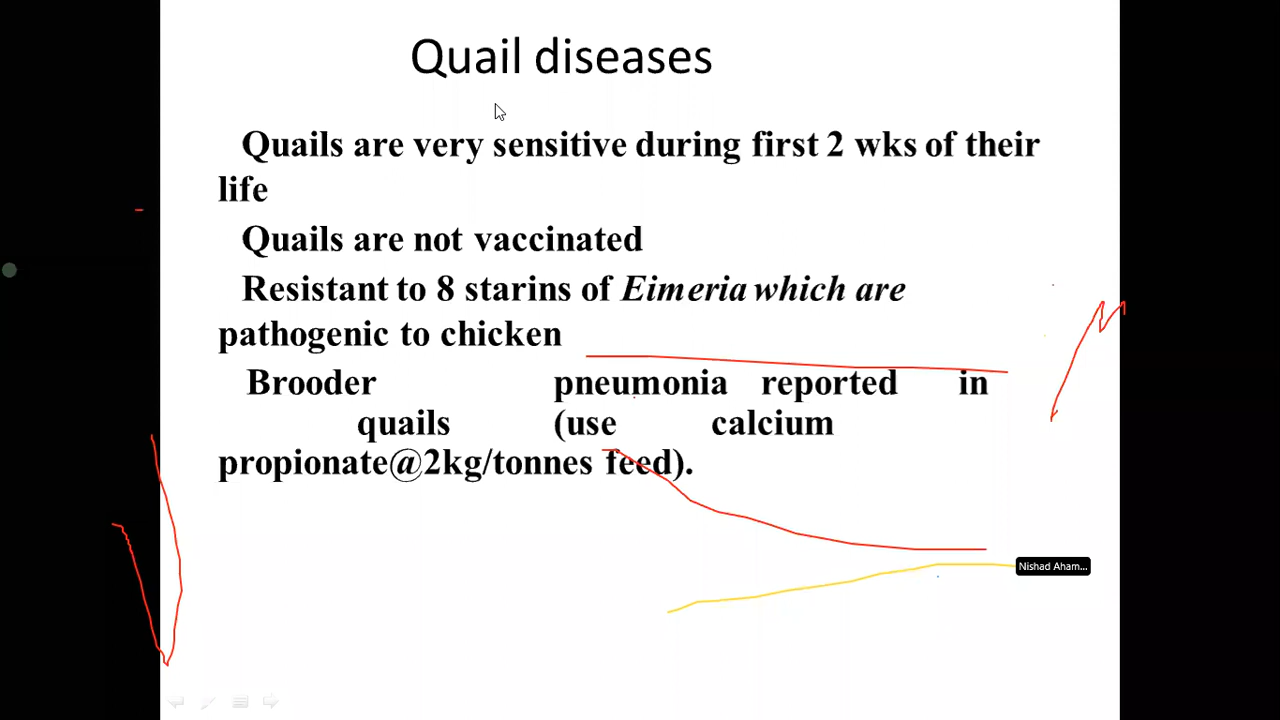 Quail diseases
Quails are very sensitive during first 2 wks of their
life
Quails are not vaccinated
Resistant to 8 starins of Eimeria which are
pathogenic to chicken
Brooder pneumonia reported in
quails (use calcium
propionate@2kg/tonnes feed).
Nishad Aham...